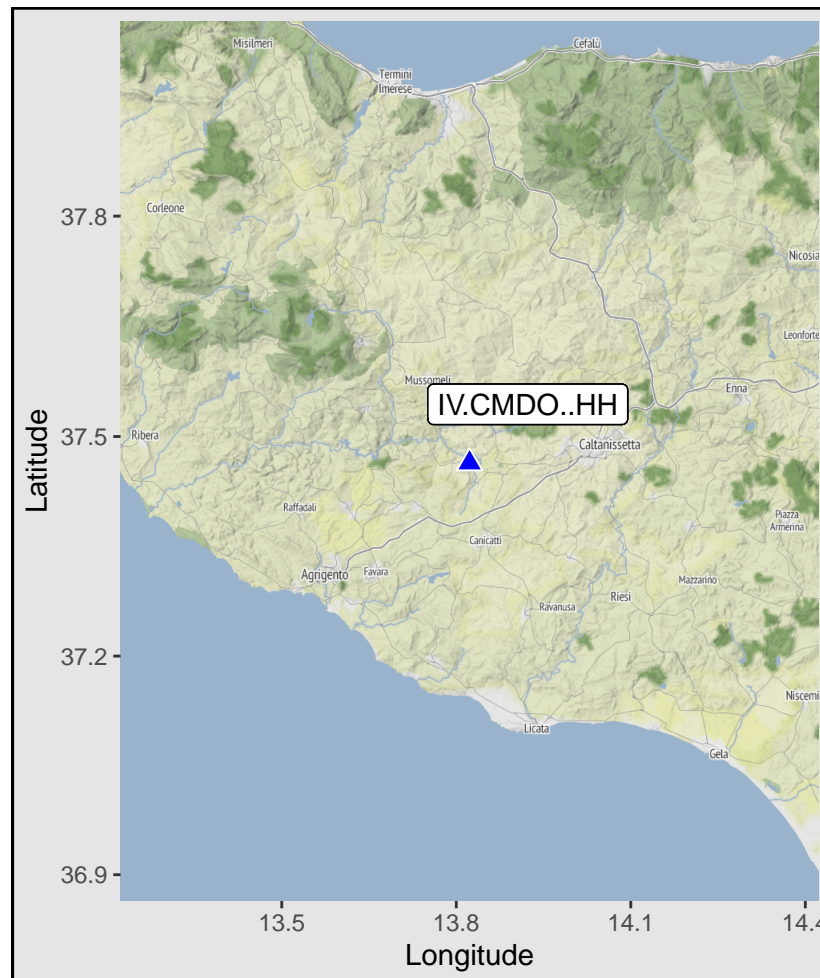 Misilmeri
Cefalù
Termini
Imerese
37.8
Corleone
Nicosia
Leonforte
Mussomeli
Enna
IV.CMDO..HH
37.5
Ribera
Caltanissetta
Raffadali
Piazza
Armerina
Canicattì
Agrigento
Favara
Mazzarino
Riesi
Ravanusa
37.2
Niscemi
Licata
Gela
36.9
Latitude
13.5
13.8
14.1
14.4
Longitude